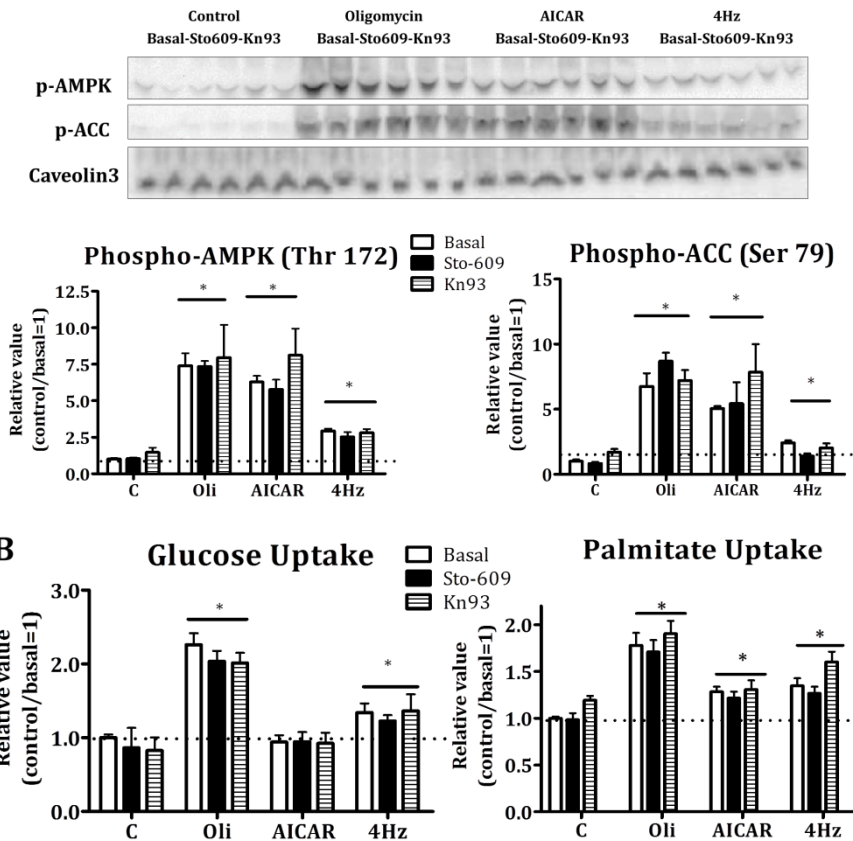 Control Oligomycin AICAR 4Hz
Basal-Sto609-Kn93 Basal-Sto609-Kn93 Basal-Sto609-Kn93 Basal-Sto609-Kn93
p-AMPK
p-ACC
Caveolin3
Phospho-AMPK (Thr 172)
Relative value
(control/basal=1)
12.5
10.0
7.5
5.0
2.5
0.0
*
*
*
C Oli AICAR 4Hz
Basal
Sto-609
Kn93
Phospho-ACC (Ser 79)
Relative value
(control/basal=1)
15
10
5
0
*
*
*
C Oli AICAR 4Hz
B
Glucose Uptake
Relative value
(control/basal=1)
3.0
2.0
1.0
0.0
*
*
C Oli AICAR 4Hz
Basal
Sto-609
Kn93
Palmitate Uptake
Relative value
(control/basal=1)
2.0
1.5
1.0
0.5
0.0
*
*
*
C Oli AICAR 4Hz